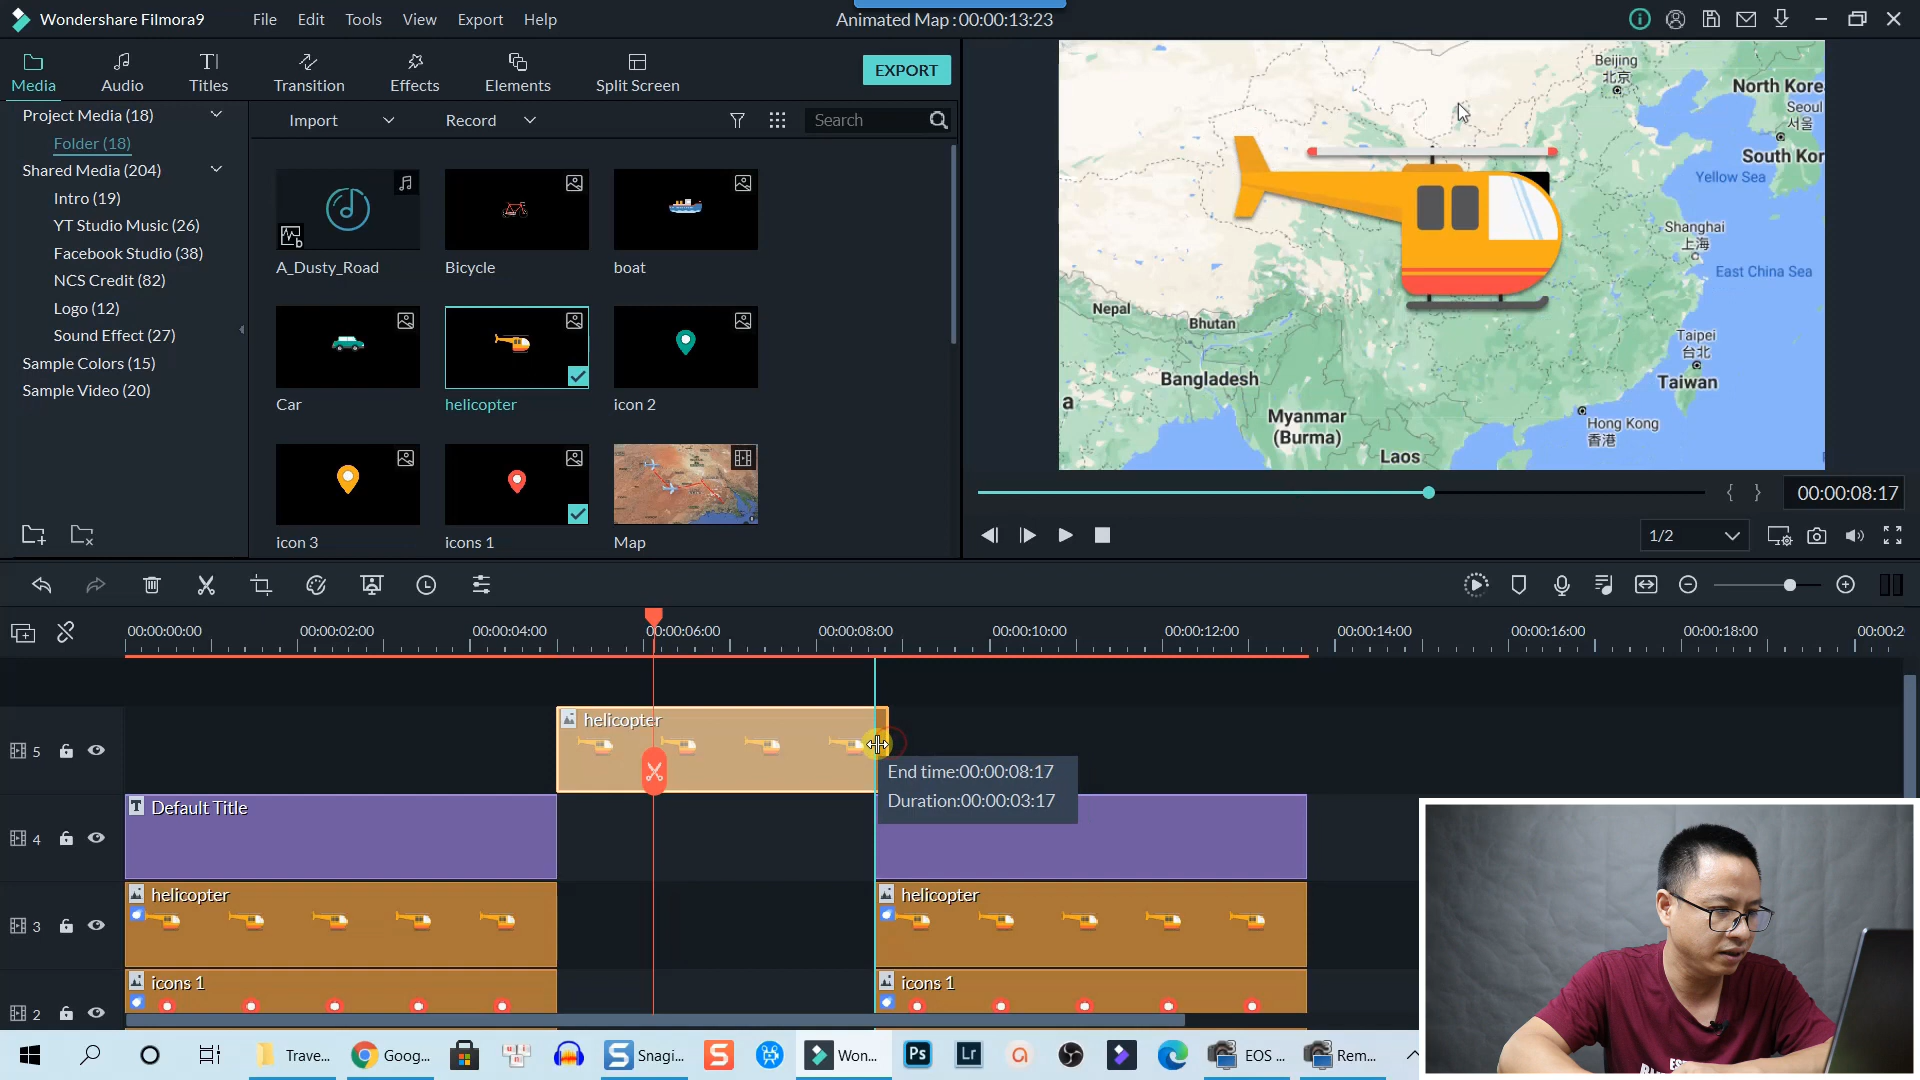 Wondershare Filmora9
File Edit Tools View Export Help
Animated Map : 00:00:13:23
Media Audio Titles Transition Effects Elements Split Screen
EXPORT
Project Media (18)
Folder (18)
Shared Media (204)
Intro (19)
YT Studio Music (26)
Facebook Studio (38)
NCS Credit (82)
Logo (12)
Sound Effect (27)
Sample Colors (15)
Sample Video (20)
Import Record Search
A_Dusty_Road Bicycle boat
Car helicopter icon 2
icon 3 icons 1 Map
Beijing
北京
North Kore
Seoul
서울
South Kor
Yellow Sea
Shanghai
上海
East China Sea
Nepal
Bhutan
Taipei
台北
Taiwan
Bangladesh
a
Myanmar
(Burma)
Hong Kong
香港
Laos
{ } 00:00:08:17
1/2
00:00:00:00 00:00:02:00 00:00:04:00 00:00:06:00 00:00:08:00 00:00:10:00 00:00:12:00 00:00:14:00 00:00:16:00 00:00:18:00 00:00:2
helicopter
5
End time:00:00:08:17
Duration:00:00:03:17
T Default Title
4
helicopter helicopter
3
icons 1 icons 1
2
Trave... Goog... Snagi... Won... Ps Lr EOS ... Rem...